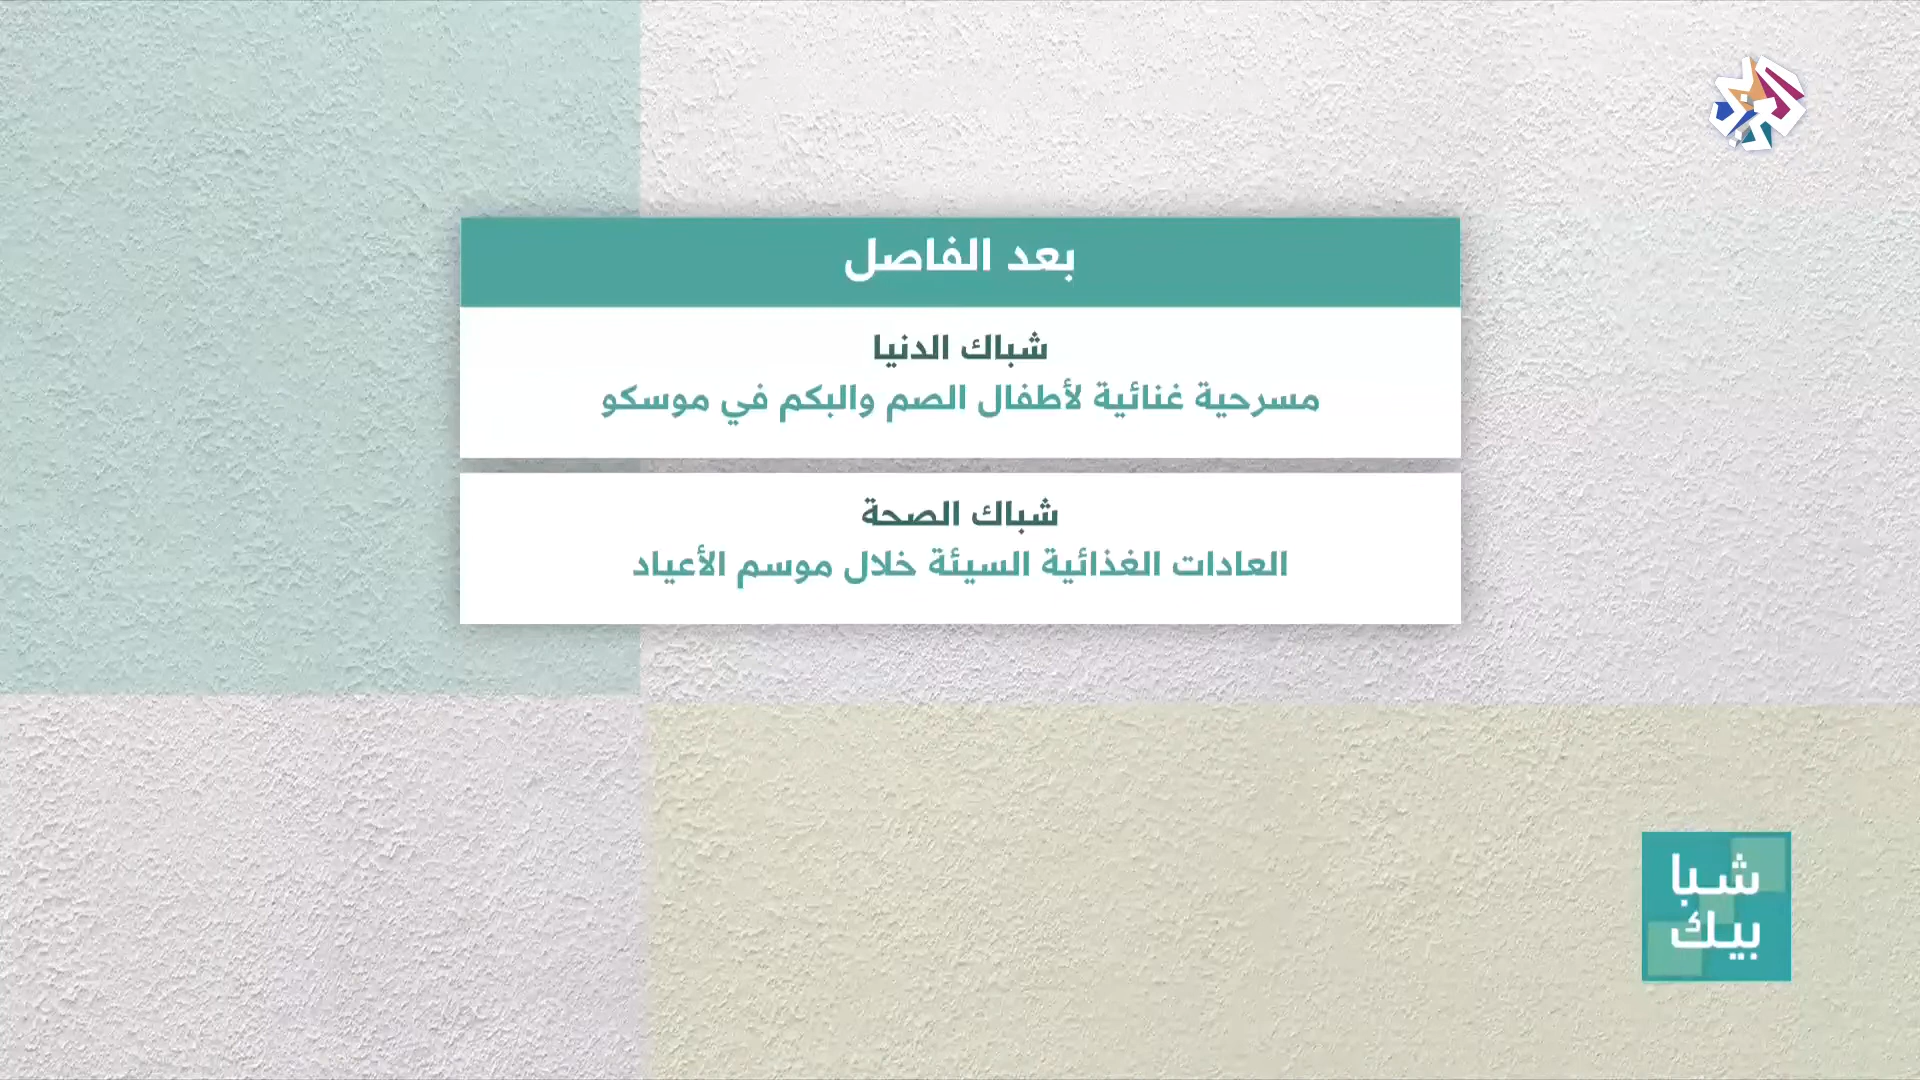 بعد الفاصل
شباك الدنيا
مسرحية غنائية لأطفال الصم والبكم في موسكو
شباك الصحة
العادات الغذائية السيئة خلال موسم الأعياد
شبا
بيك